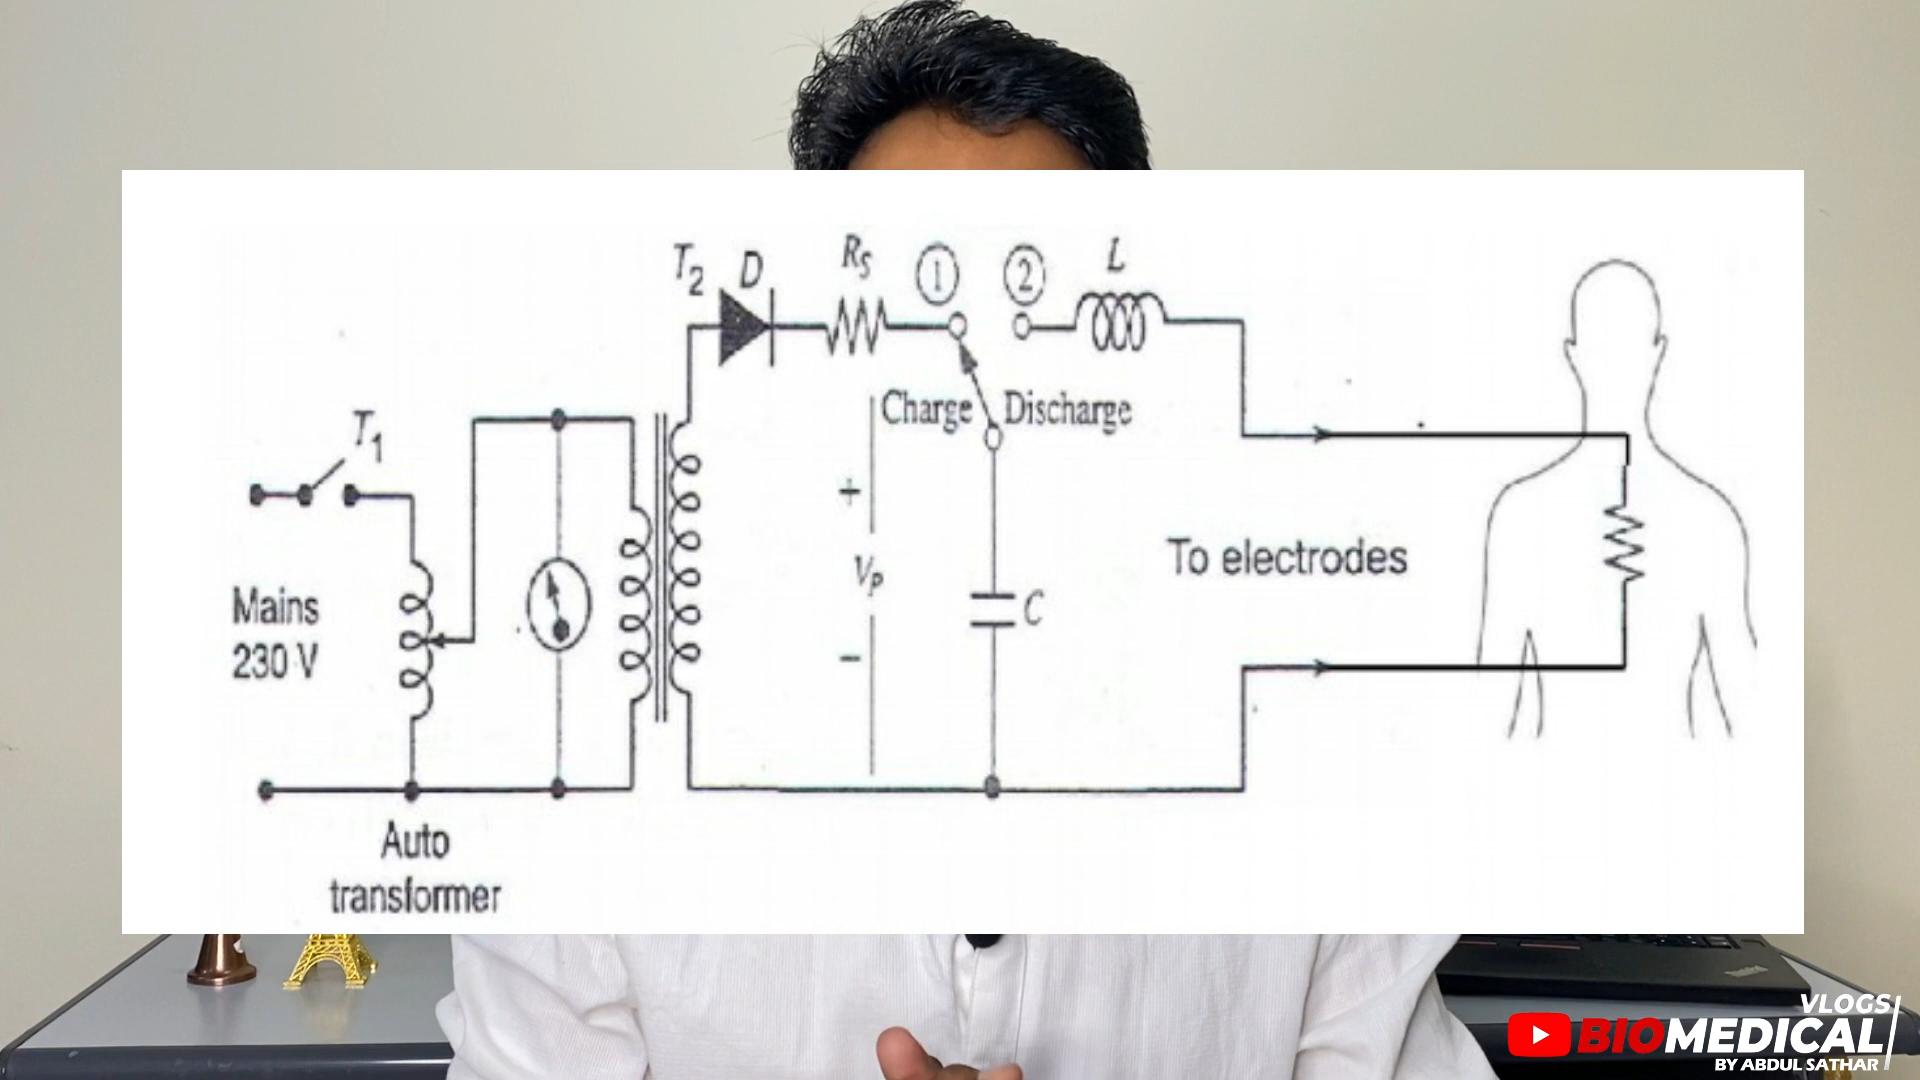 T2
D
RS
1
2
L
T1
Charge
Discharge
+
VP
−
C
Mains
230 V
To electrodes
Auto
transformer
ThinkPad
VLOGS
BIOMEDICAL
BY ABDUL SATHAR